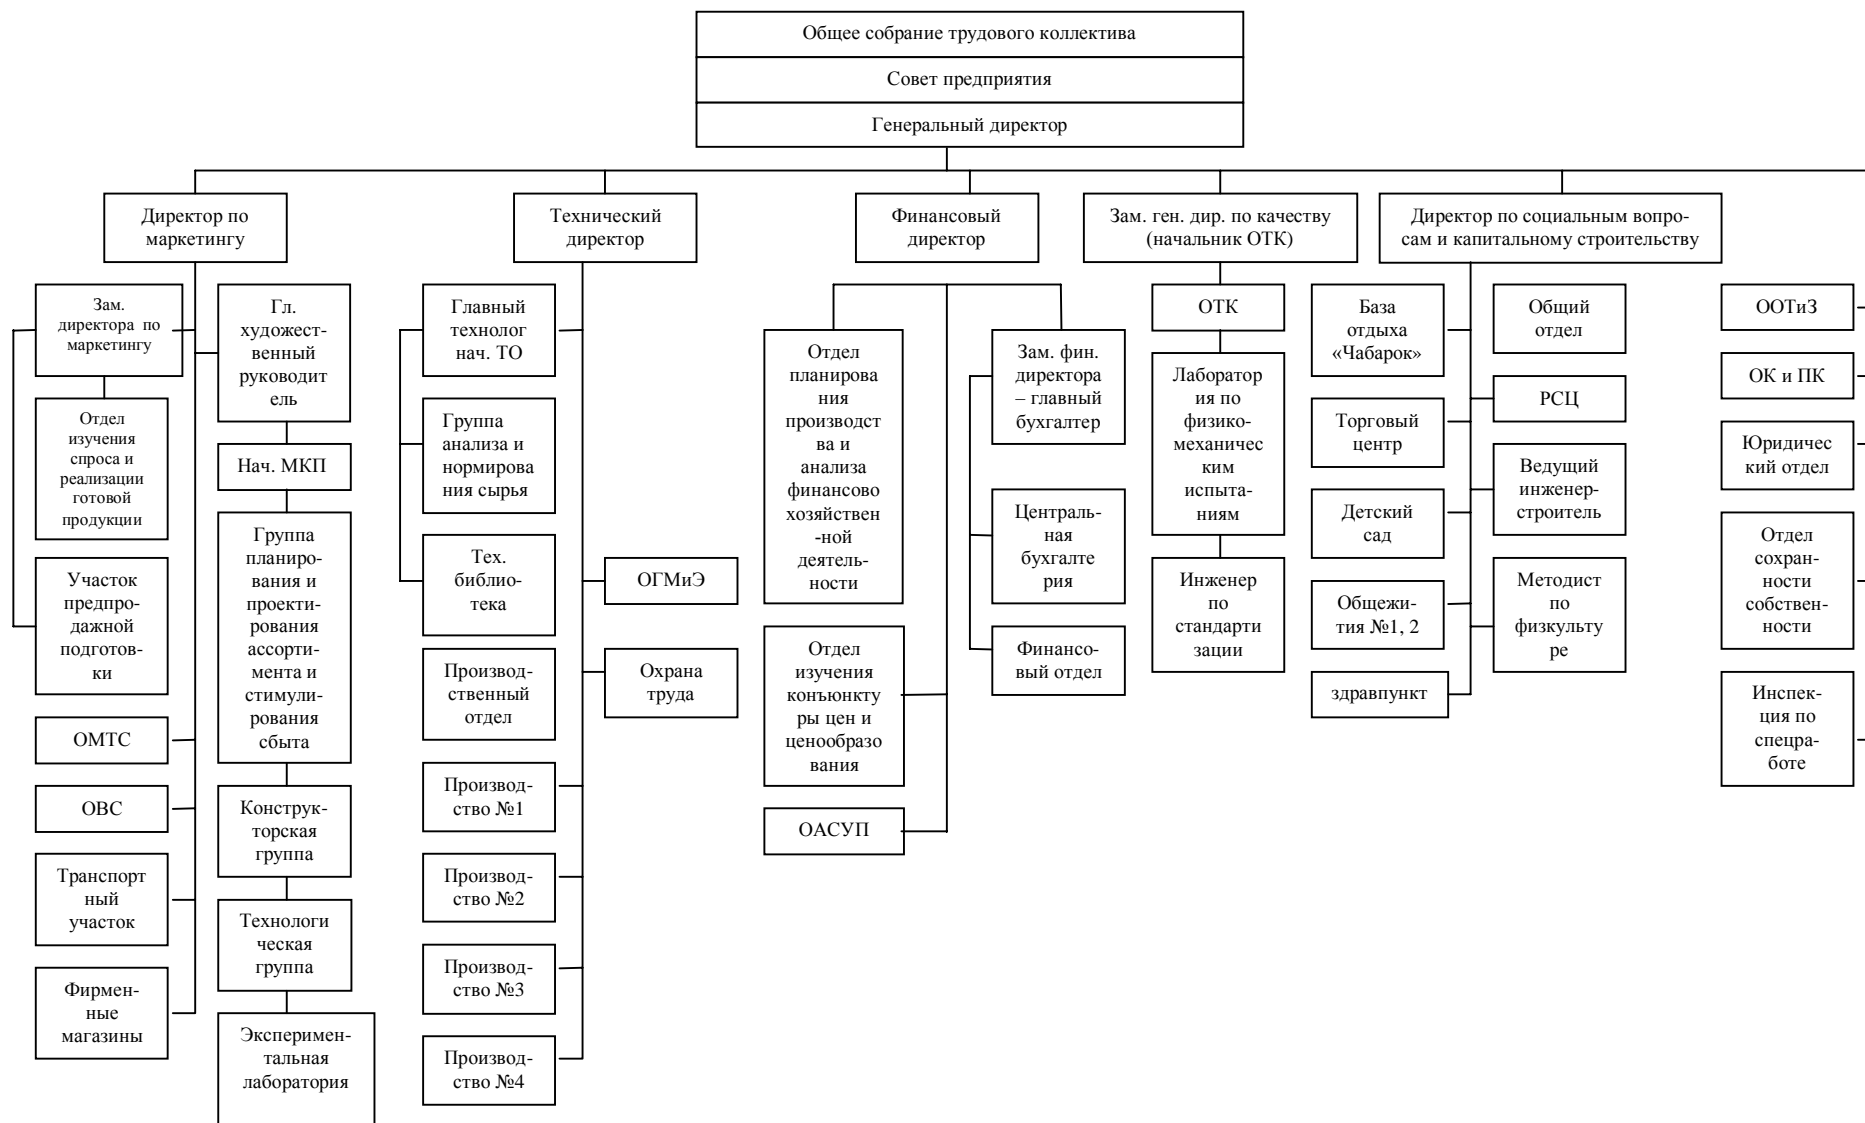 Общее собрание трудового коллектива
Совет предприятия
Генеральный директор
Директор по
маркетингу
Технический
директор
Финансовый
директор
Зам. ген. дир. по качеству
(начальник ОТК)
Директор по социальным вопро-
сам и капитальному строительству
Зам.
директора по
маркетингу
Отдел
изучения
спроса и
реализации
готовой
продукции
Участок
предпро-
дажной
подготов-
ки
ОМТС
ОВС
Транспорт
ный
участок
Фирмен-
ные
магазины
Гл.
художест-
венный
руководит
ель
Нач. МКП
Группа
планиро-
вания и
проекти-
рования
ассорти-
мента и
стимули-
рования
сбыта
Конструк-
торская
группа
Технологи
ческая
группа
Эксперимен-
тальная
лаборатория
Главный
технолог
нач. ТО
Группа
анализа и
нормирова
ния сырья
Тех.
библио-
тека
Производ-
ственный
отдел
Производ-
ство №1
Производ-
ство №2
Производ-
ство №3
Производ-
ство №4
ОГМиЭ
Охрана
труда
Отдел
планирова
ния
производст
ва и
анализа
финансово
хозяйствен
-ной
деятель-
ности
Отдел
изучения
конъюнкту
ры цен и
ценообразо
вания
ОАСУП
Зам. фин.
директора
– главный
бухгалтер
Централь-
ная
бухгалте
рия
Финансо-
вый отдел
ОТК
Лаборатор
ия по
физико-
механичес
ким
испыта-
ниям
Инженер
по
стандарти
зации
База
отдыха
«Чабарок»
Торговый
центр
Детский
сад
Общежи-
тия №1, 2
здравпункт
Общий
отдел
РСЦ
Ведущий
инженер-
строитель
Методист
по
физкульту
ре
ООТиЗ
ОК и ПК
Юридичес
кий отдел
Отдел
сохран-
ности
собствен-
ности
Инспек-
ция по
спецра-
боте